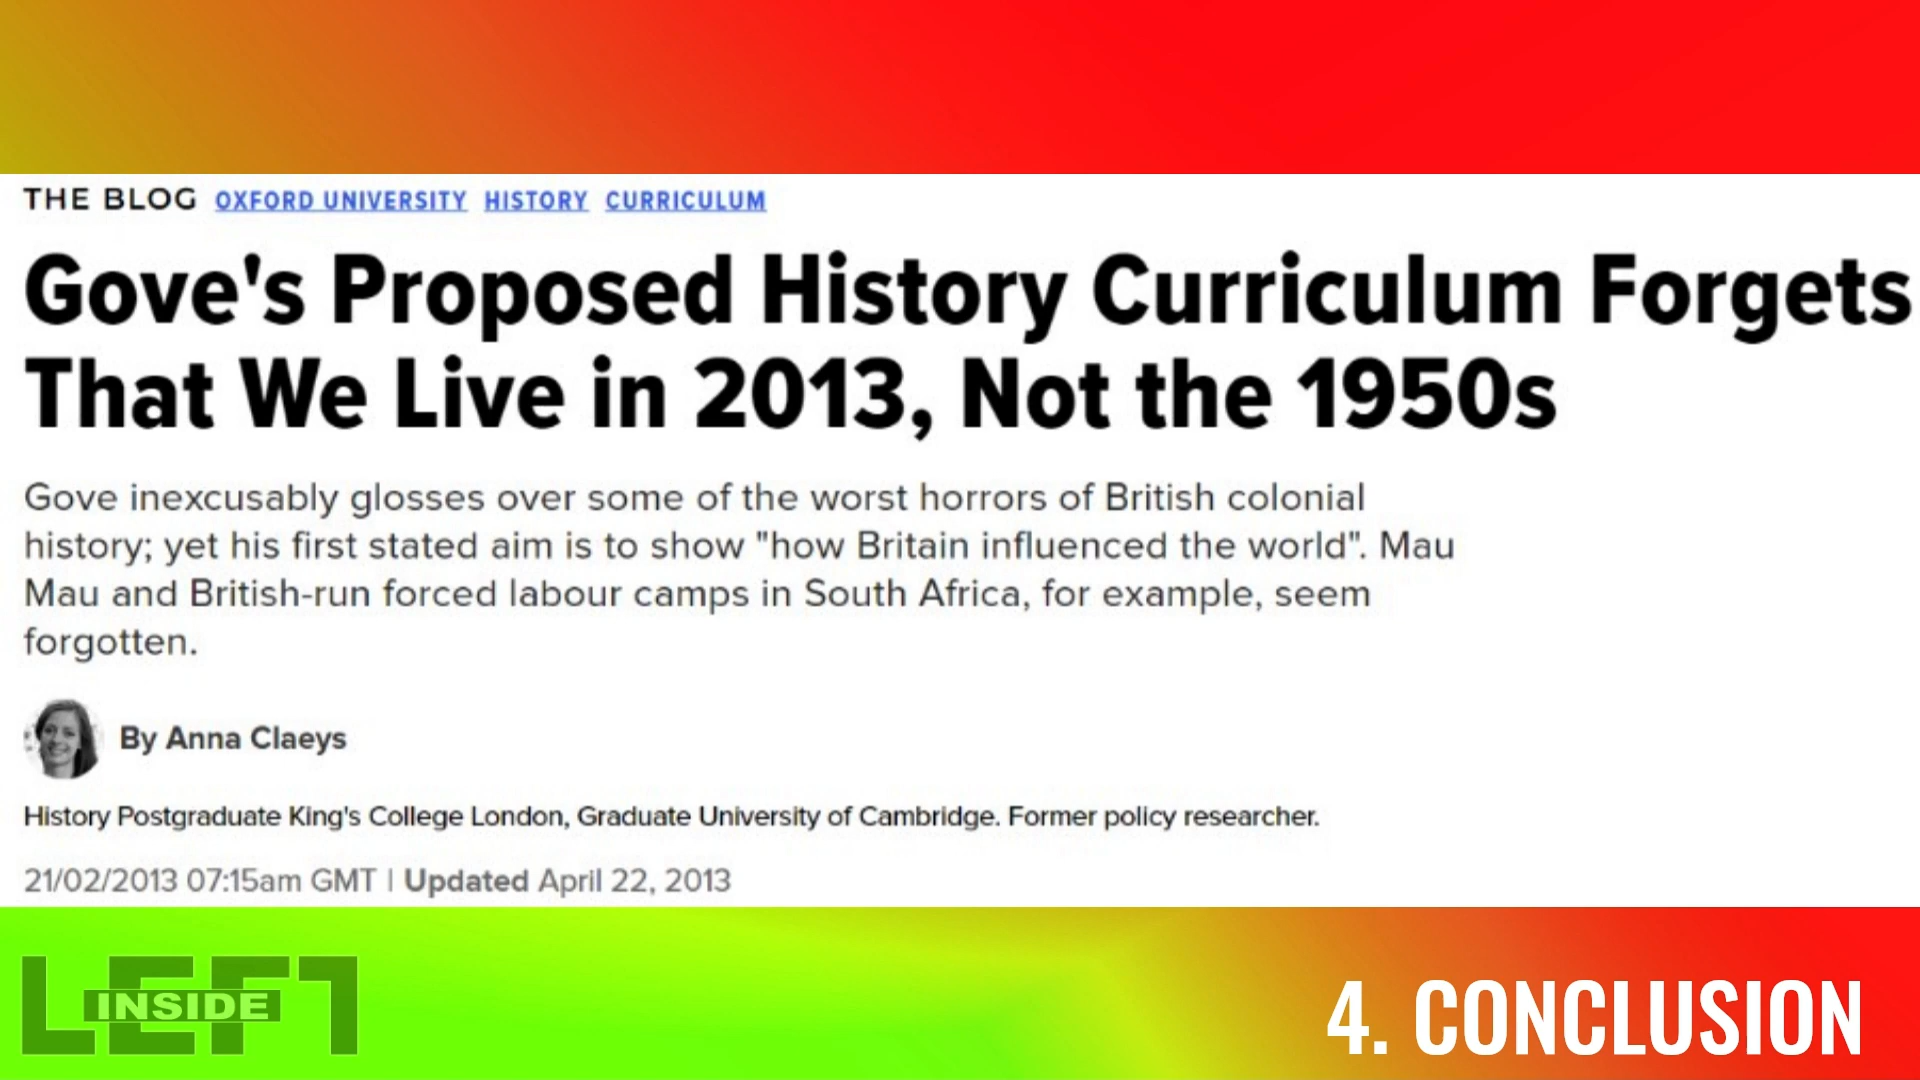 THE BLOG OXFORD UNIVERSITY HISTORY CURRICULUM
Gove's Proposed History Curriculum Forgets
That We Live in 2013, Not the 1950s
Gove inexcusably glosses over some of the worst horrors of British colonial
history; yet his first stated aim is to show "how Britain influenced the world". Mau
Mau and British-run forced labour camps in South Africa, for example, seem
forgotten.
By Anna Claeys
History Postgraduate King's College London, Graduate University of Cambridge. Former policy researcher.
21/02/2013 07:15am GMT | Updated April 22, 2013
LEFT
INSIDE
4. CONCLUSION